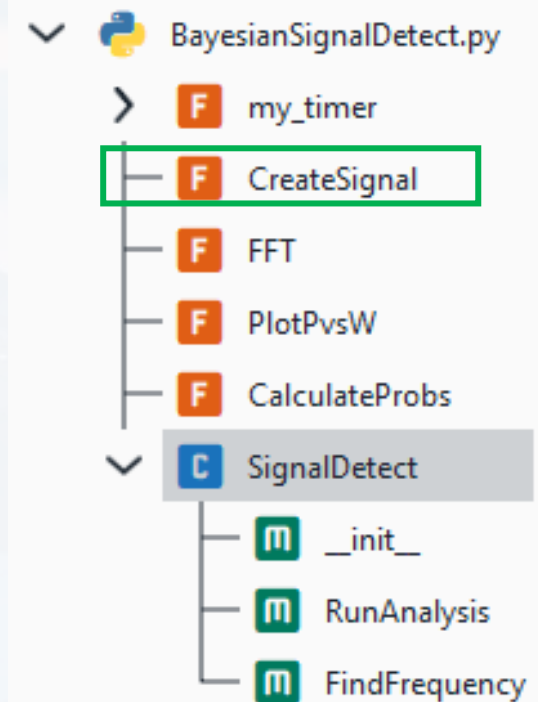 BayesianSignalDetect.py
F my_timer
F CreateSignal
F FFT
F PlotPvsW
F CalculateProbs
C SignalDetect
m __init__
m RunAnalysis
m FindFrequency